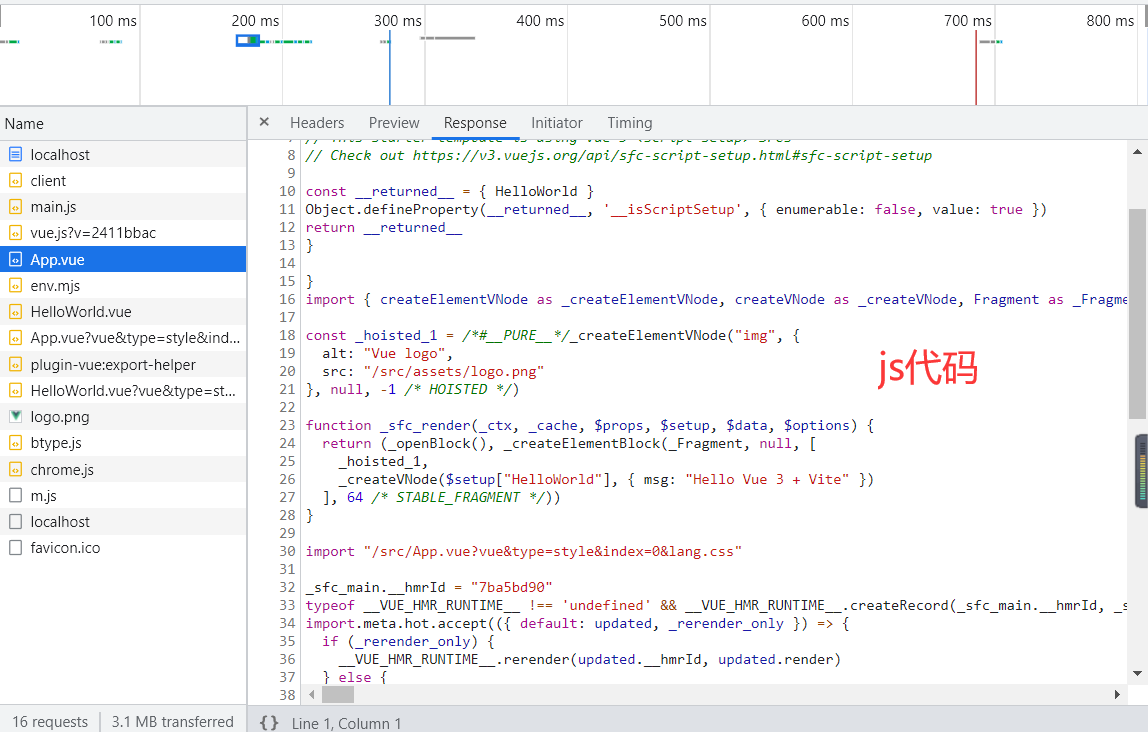 100 ms 200 ms 300 ms 400 ms 500 ms 600 ms 700 ms 800 ms
Name
localhost
client
main.js
vue.js?v=2411bbac
App.vue
env.mjs
HelloWorld.vue
App.vue?vue&type=style&ind...
plugin-vue:export-helper
HelloWorld.vue?vue&type=st...
logo.png
btype.js
chrome.js
m.js
localhost
favicon.ico
16 requests 3.1 MB transferred
× Headers Preview Response Initiator Timing
7 // This starter template is using Vue 3 <script setup> SFCs
8 // Check out https://v3.vuejs.org/api/sfc-script-setup.html#sfc-script-setup
9
10 const __returned__ = { HelloWorld }
11 Object.defineProperty(__returned__, '__isScriptSetup', { enumerable: false, value: true })
12 return __returned__
13 }
14
15 }
16 import { createElementVNode as _createElementVNode, createVNode as _createVNode, Fragment as _Fragme
17
18 const _hoisted_1 = /*#__PURE__*/_createElementVNode("img", {
19   alt: "Vue logo",
20   src: "/src/assets/logo.png"
21 }, null, -1 /* HOISTED */)
22
23 function _sfc_render(_ctx, _cache, $props, $setup, $data, $options) {
24   return (_openBlock(), _createElementBlock(_Fragment, null, [
25     _hoisted_1,
26     _createVNode($setup["HelloWorld"], { msg: "Hello Vue 3 + Vite" })
27   ], 64 /* STABLE_FRAGMENT */))
28 }
29
30 import "/src/App.vue?vue&type=style&index=0&lang.css"
31
32 _sfc_main.__hmrId = "7ba5bd90"
33 typeof __VUE_HMR_RUNTIME__ !== 'undefined' && __VUE_HMR_RUNTIME__.createRecord(_sfc_main.__hmrId, _s
34 import.meta.hot.accept(({ default: updated, _rerender_only }) => {
35   if (_rerender_only) {
36     __VUE_HMR_RUNTIME__.rerender(updated.__hmrId, updated.render)
37   } else {
38
js代码
{} Line 1, Column 1